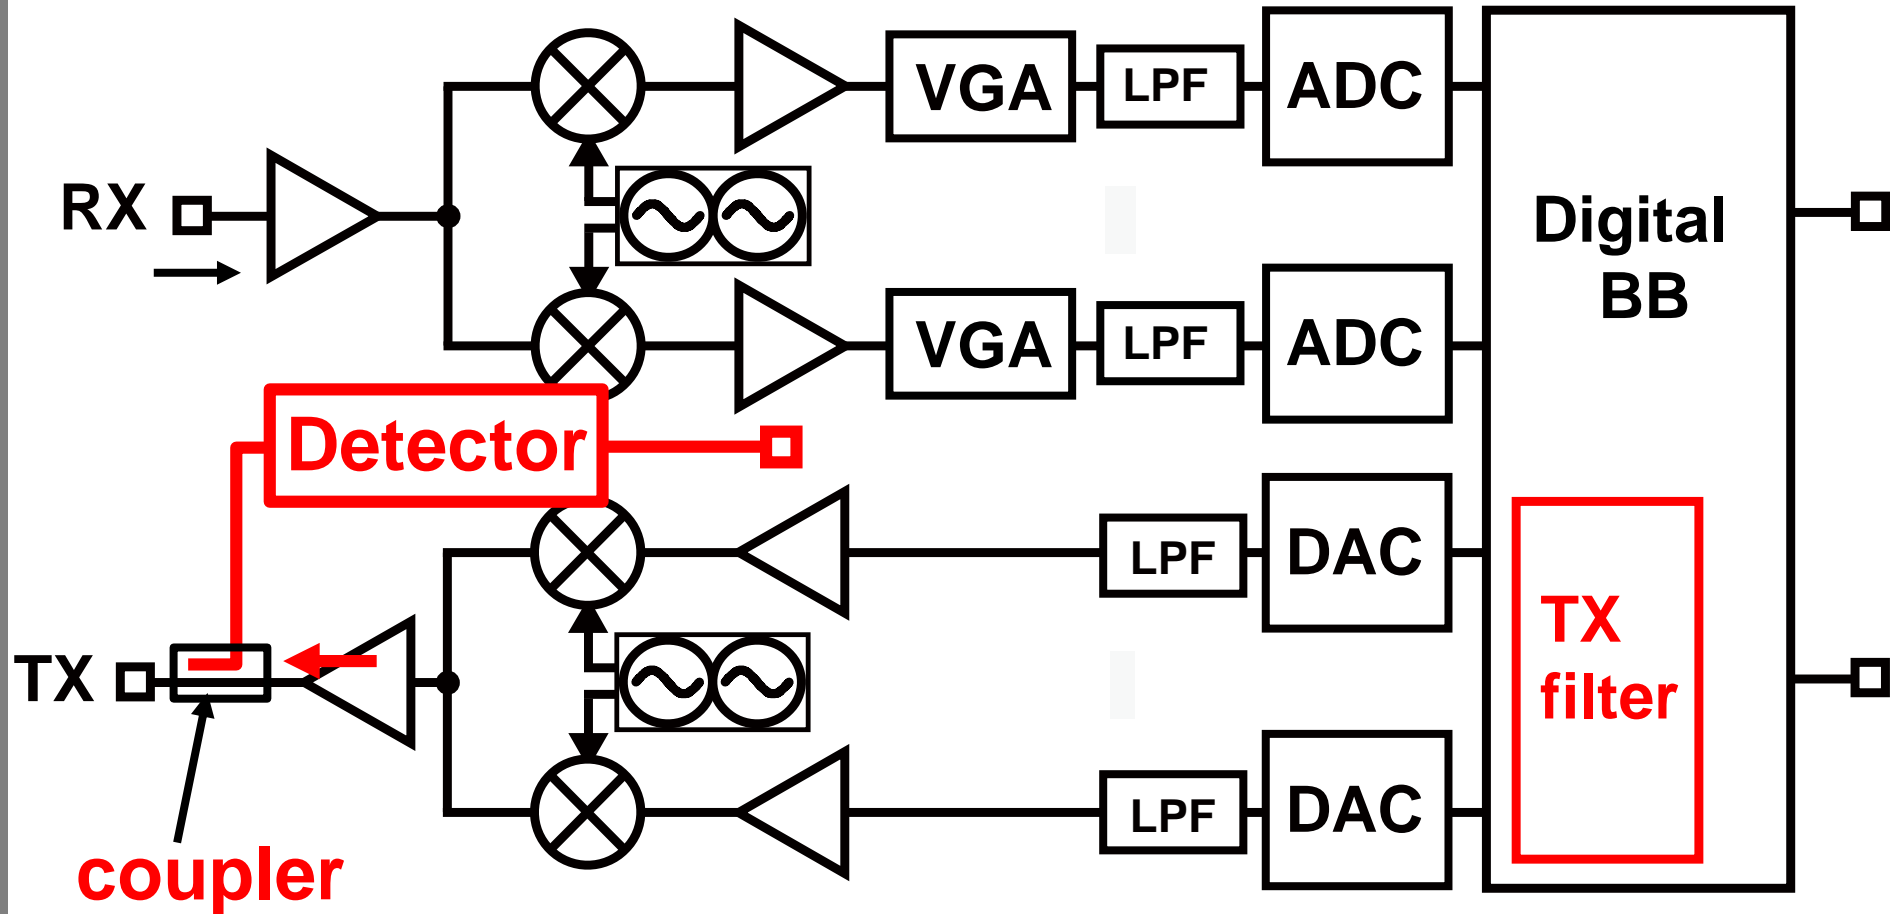 VGA
LPF
ADC
RX
Digital
BB
VGA
LPF
ADC
Detector
LPF
DAC
TX
filter
TX
LPF
DAC
coupler